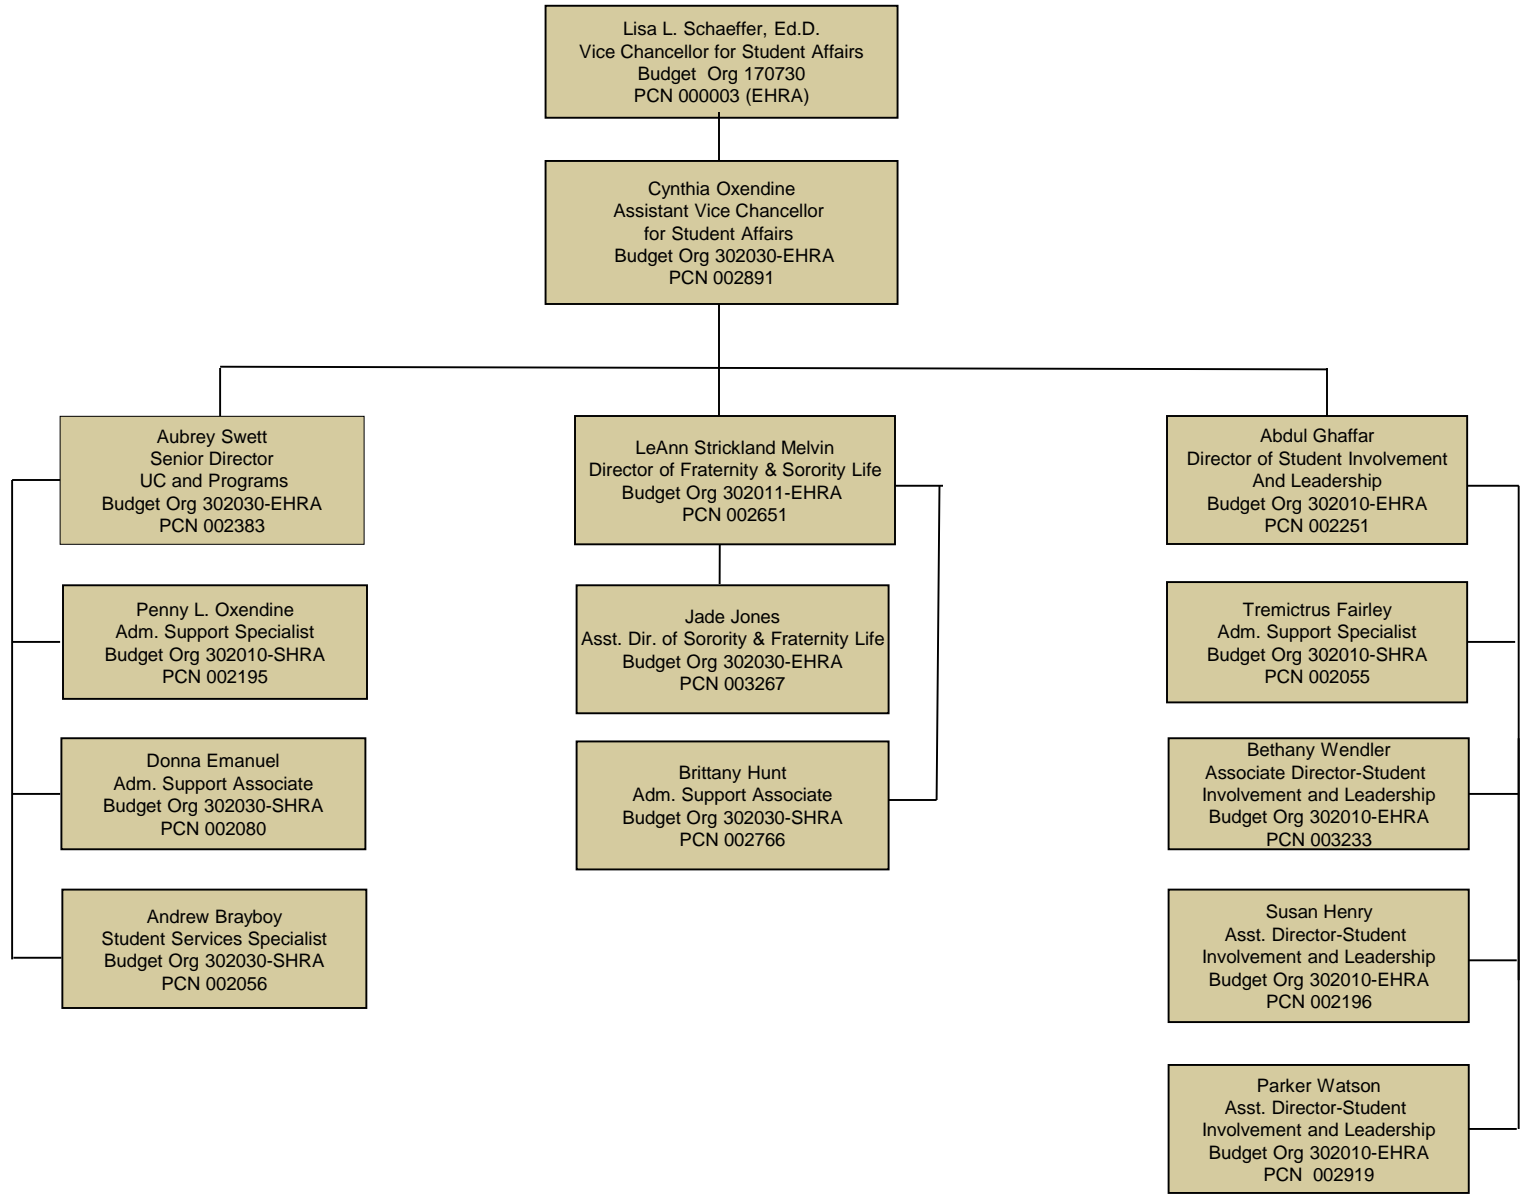 Lisa L. Schaeffer, Ed.D.
Vice Chancellor for Student Affairs
Budget  Org 170730
PCN 000003 (EHRA)
Cynthia Oxendine
Assistant Vice Chancellor
for Student Affairs
Budget Org 302030-EHRA
PCN 002891
Aubrey Swett
Senior Director
UC and Programs
Budget Org 302030-EHRA
PCN 002383
Penny L. Oxendine
Adm. Support Specialist
Budget Org 302010-SHRA
PCN 002195
Donna Emanuel
Adm. Support Associate
Budget Org 302030-SHRA
PCN 002080
Andrew Brayboy
Student Services Specialist
Budget Org 302030-SHRA
PCN 002056
LeAnn Strickland Melvin
Director of Fraternity & Sorority Life
Budget Org 302011-EHRA
PCN 002651
Jade Jones
Asst. Dir. of Sorority & Fraternity Life
Budget Org 302030-EHRA
PCN 003267
Brittany Hunt
Adm. Support Associate
Budget Org 302030-SHRA
PCN 002766
Abdul Ghaffar
Director of Student Involvement
And Leadership
Budget Org 302010-EHRA
PCN 002251
Tremictrus Fairley
Adm. Support Specialist
Budget Org 302010-SHRA
PCN 002055
Bethany Wendler
Associate Director-Student
Involvement and Leadership
Budget Org 302010-EHRA
PCN 003233
Susan Henry
Asst. Director-Student
Involvement and Leadership
Budget Org 302010-EHRA
PCN 002196
Parker Watson
Asst. Director-Student
Involvement and Leadership
Budget Org 302010-EHRA
PCN  002919